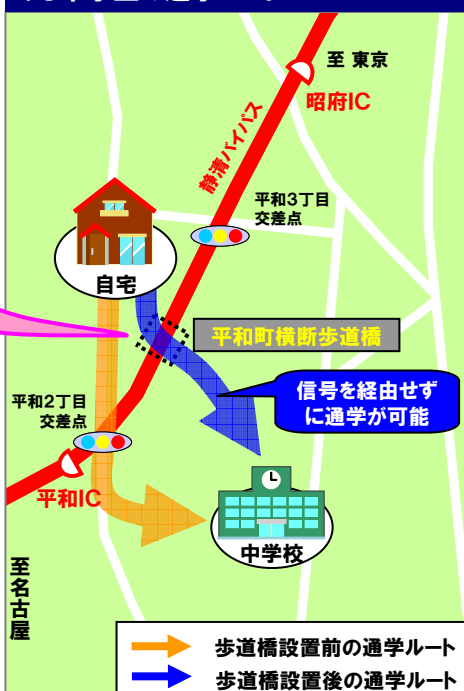 至 東京
昭府IC
静清バイパス
平和3丁目
交差点
自宅
平和町横断歩道橋
信号を経由せず
に通学が可能
平和2丁目
交差点
平和IC
中学校
至名古屋
歩道橋設置前の通学ルート
歩道橋設置後の通学ルート